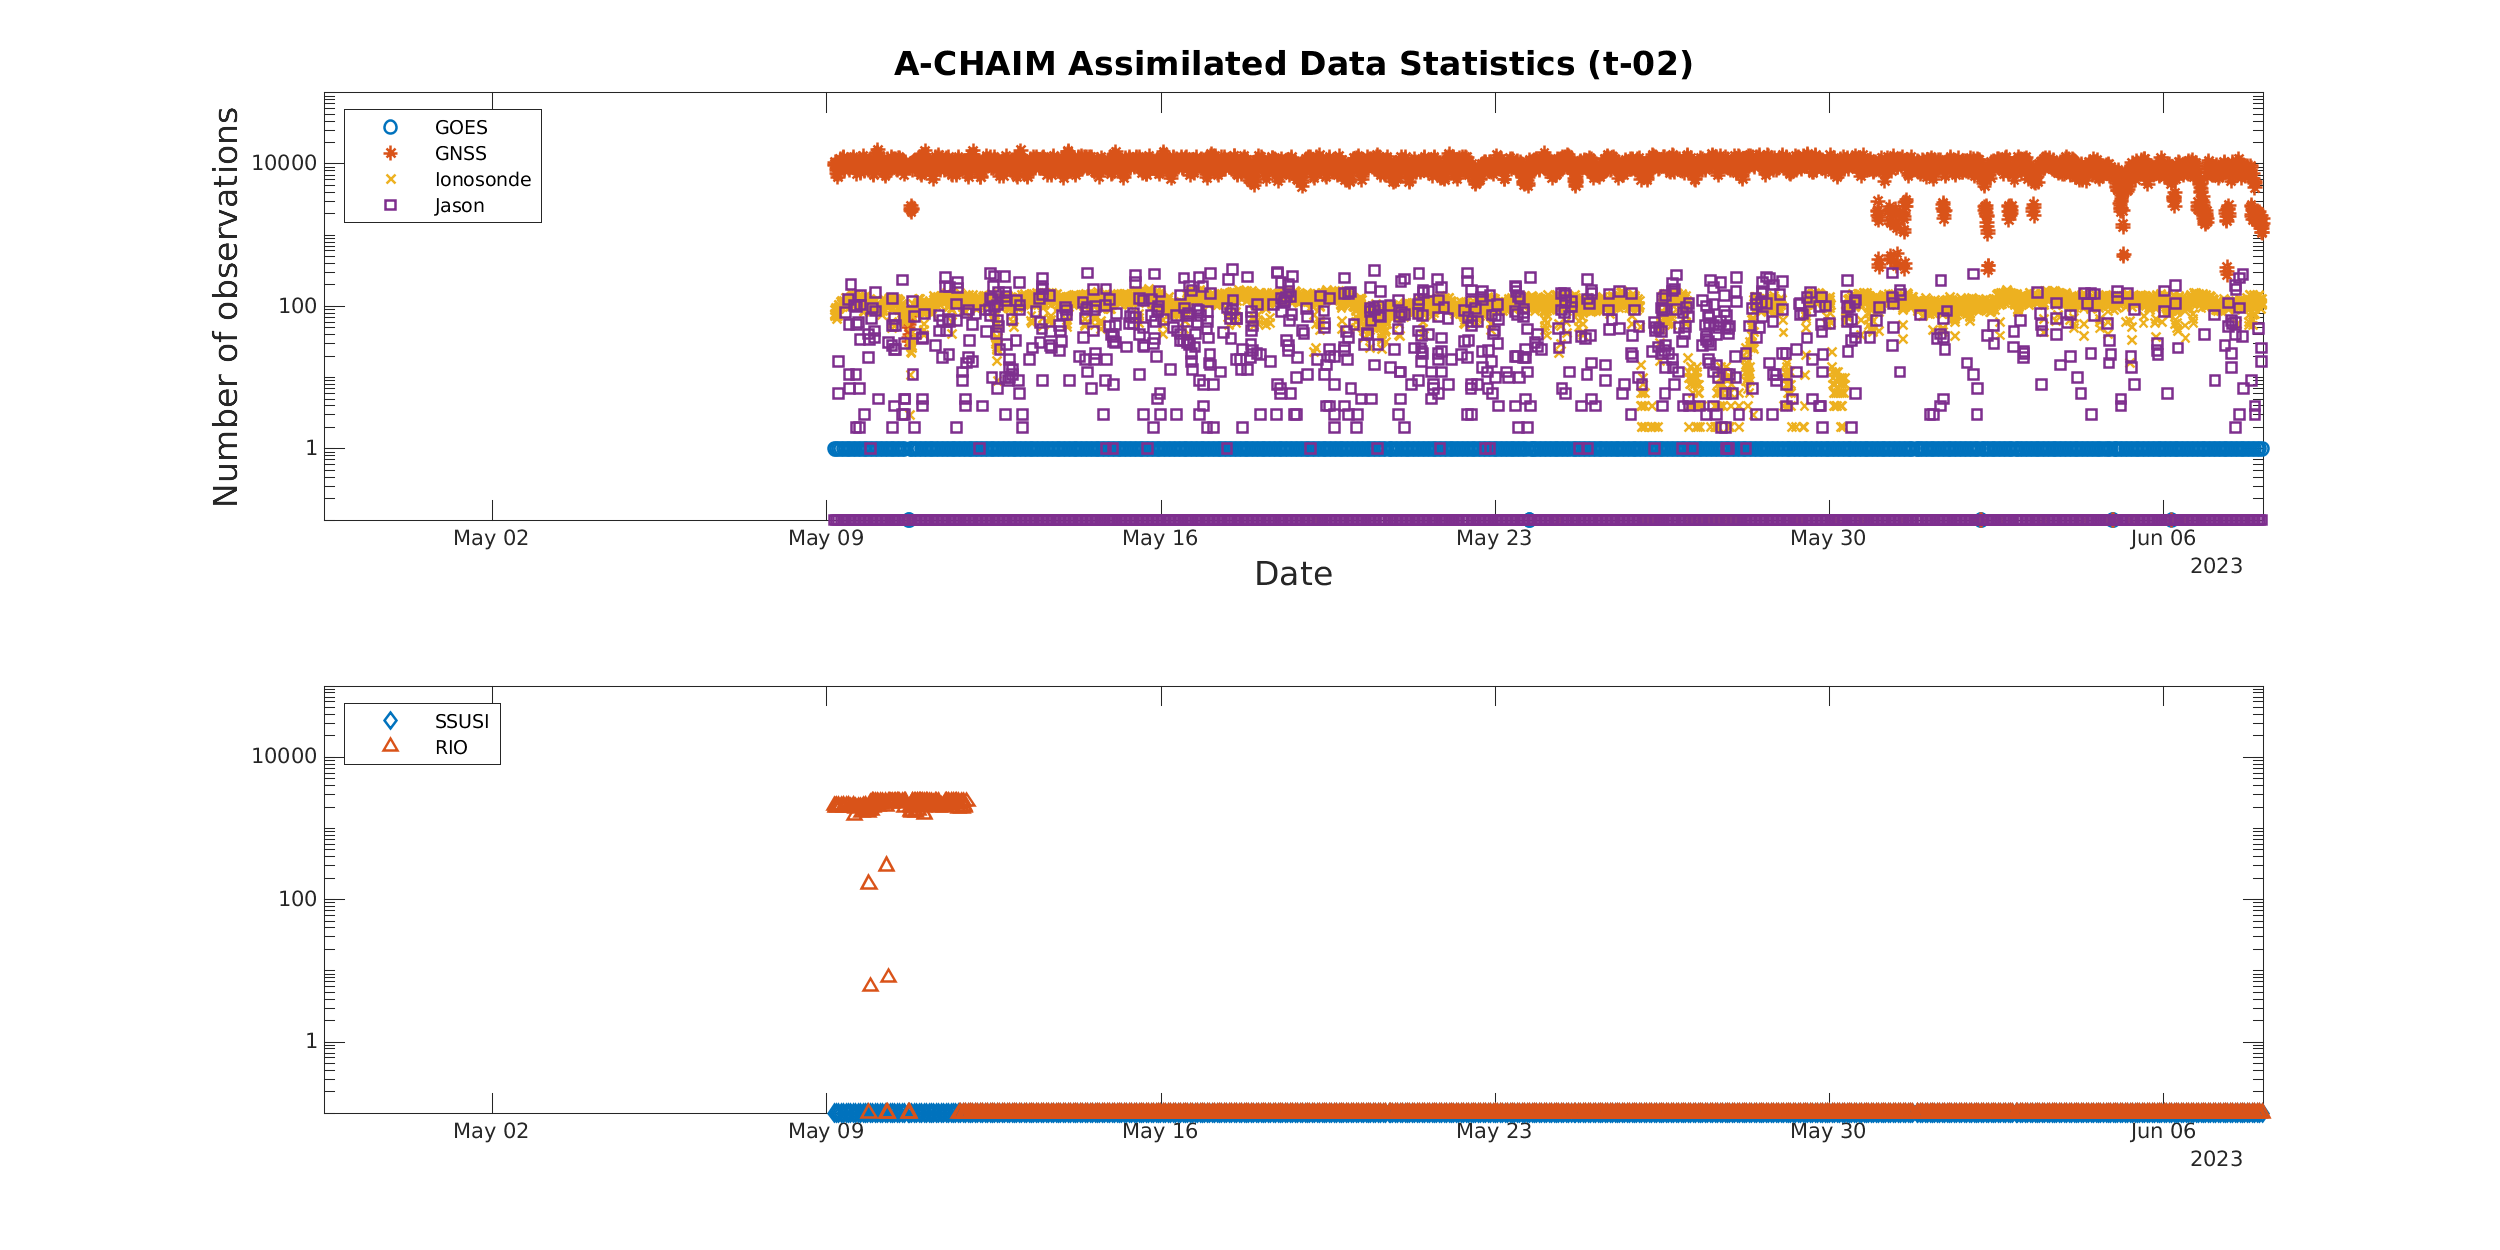 A-CHAIM Assimilated Data Statistics (t-02)
Number of observations
10000
100
1
GOES
GNSS
Ionosonde
Jason
May 02
May 09
May 16
May 23
May 30
Jun 06
2023
Date
10000
100
1
SSUSI
RIO
May 02
May 09
May 16
May 23
May 30
Jun 06
2023